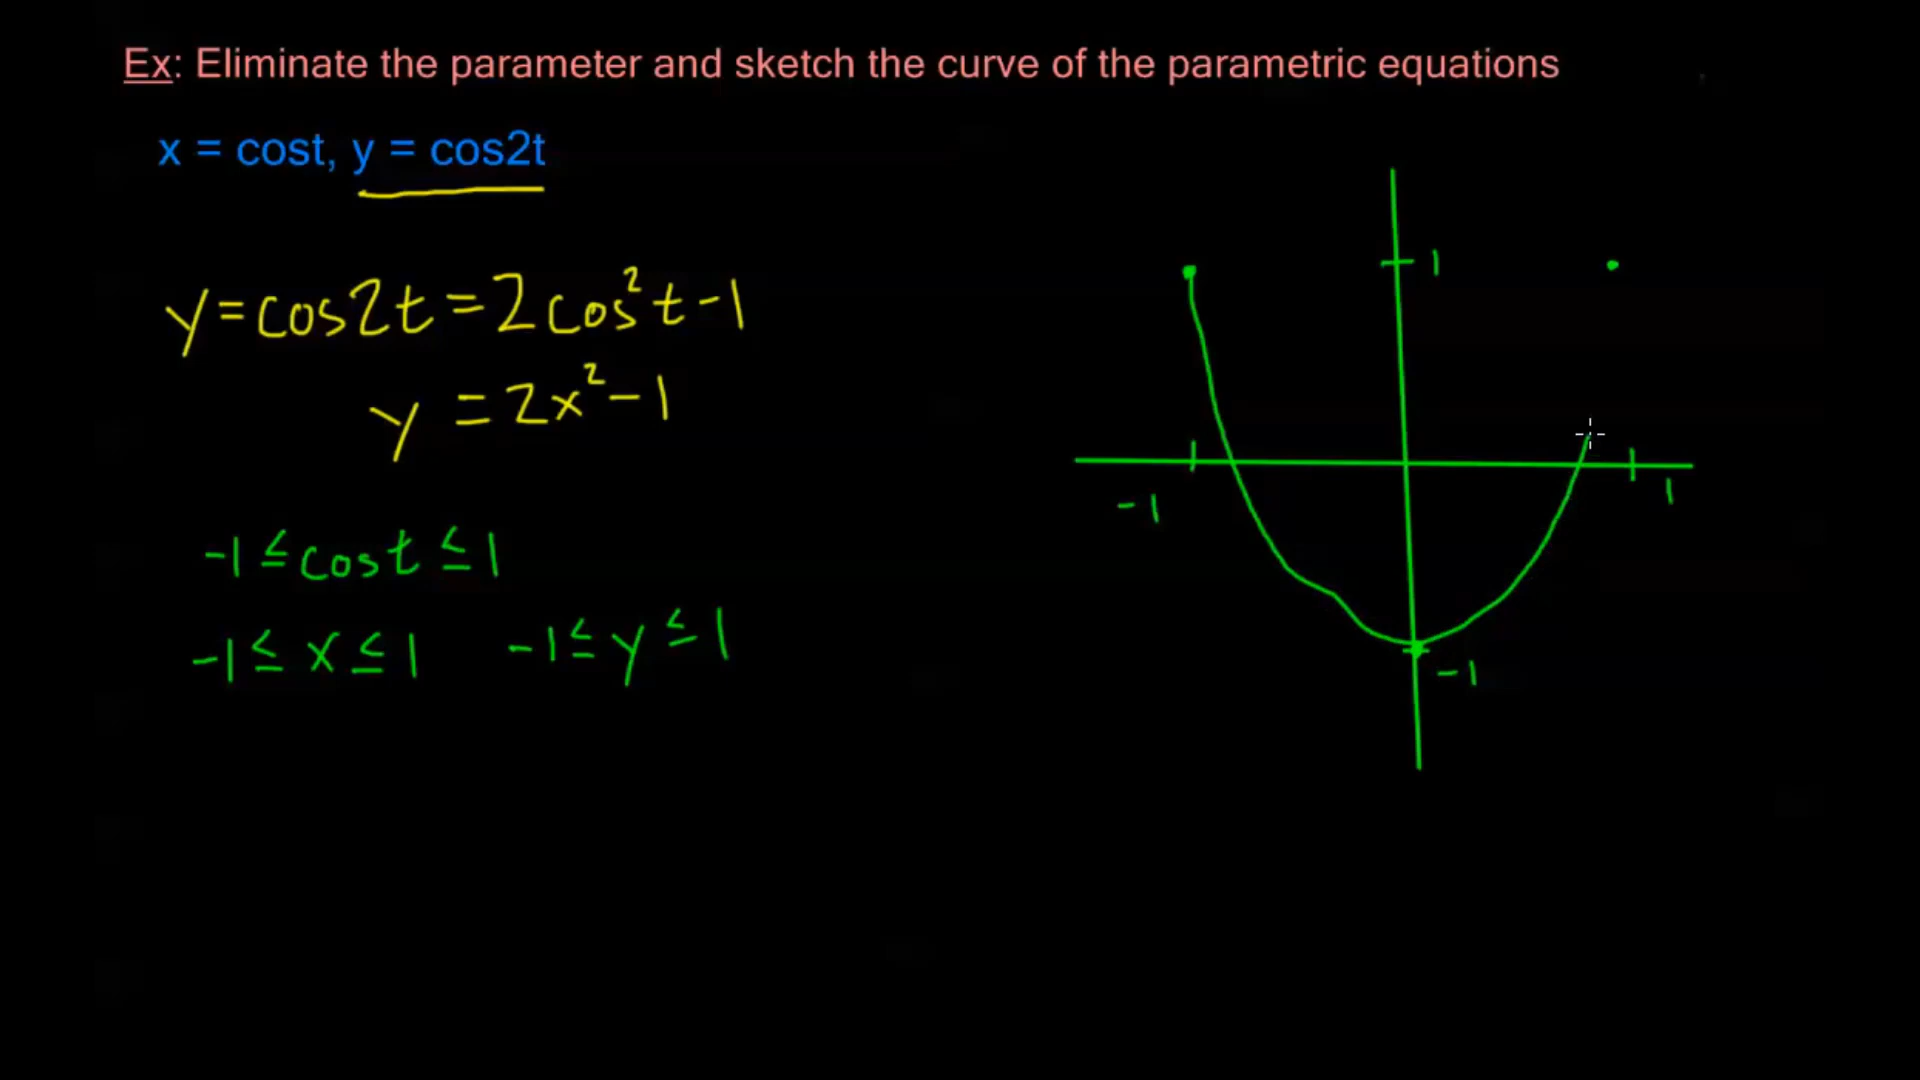 Ex: Eliminate the parameter and sketch the curve of the parametric equations
x = cost, y = cos2t
y=cos2t=2cos²t-1
y = 2x²-1
-1≤cost≤1
-1≤x≤1 -1≤y≤1
1
-1 1
-1